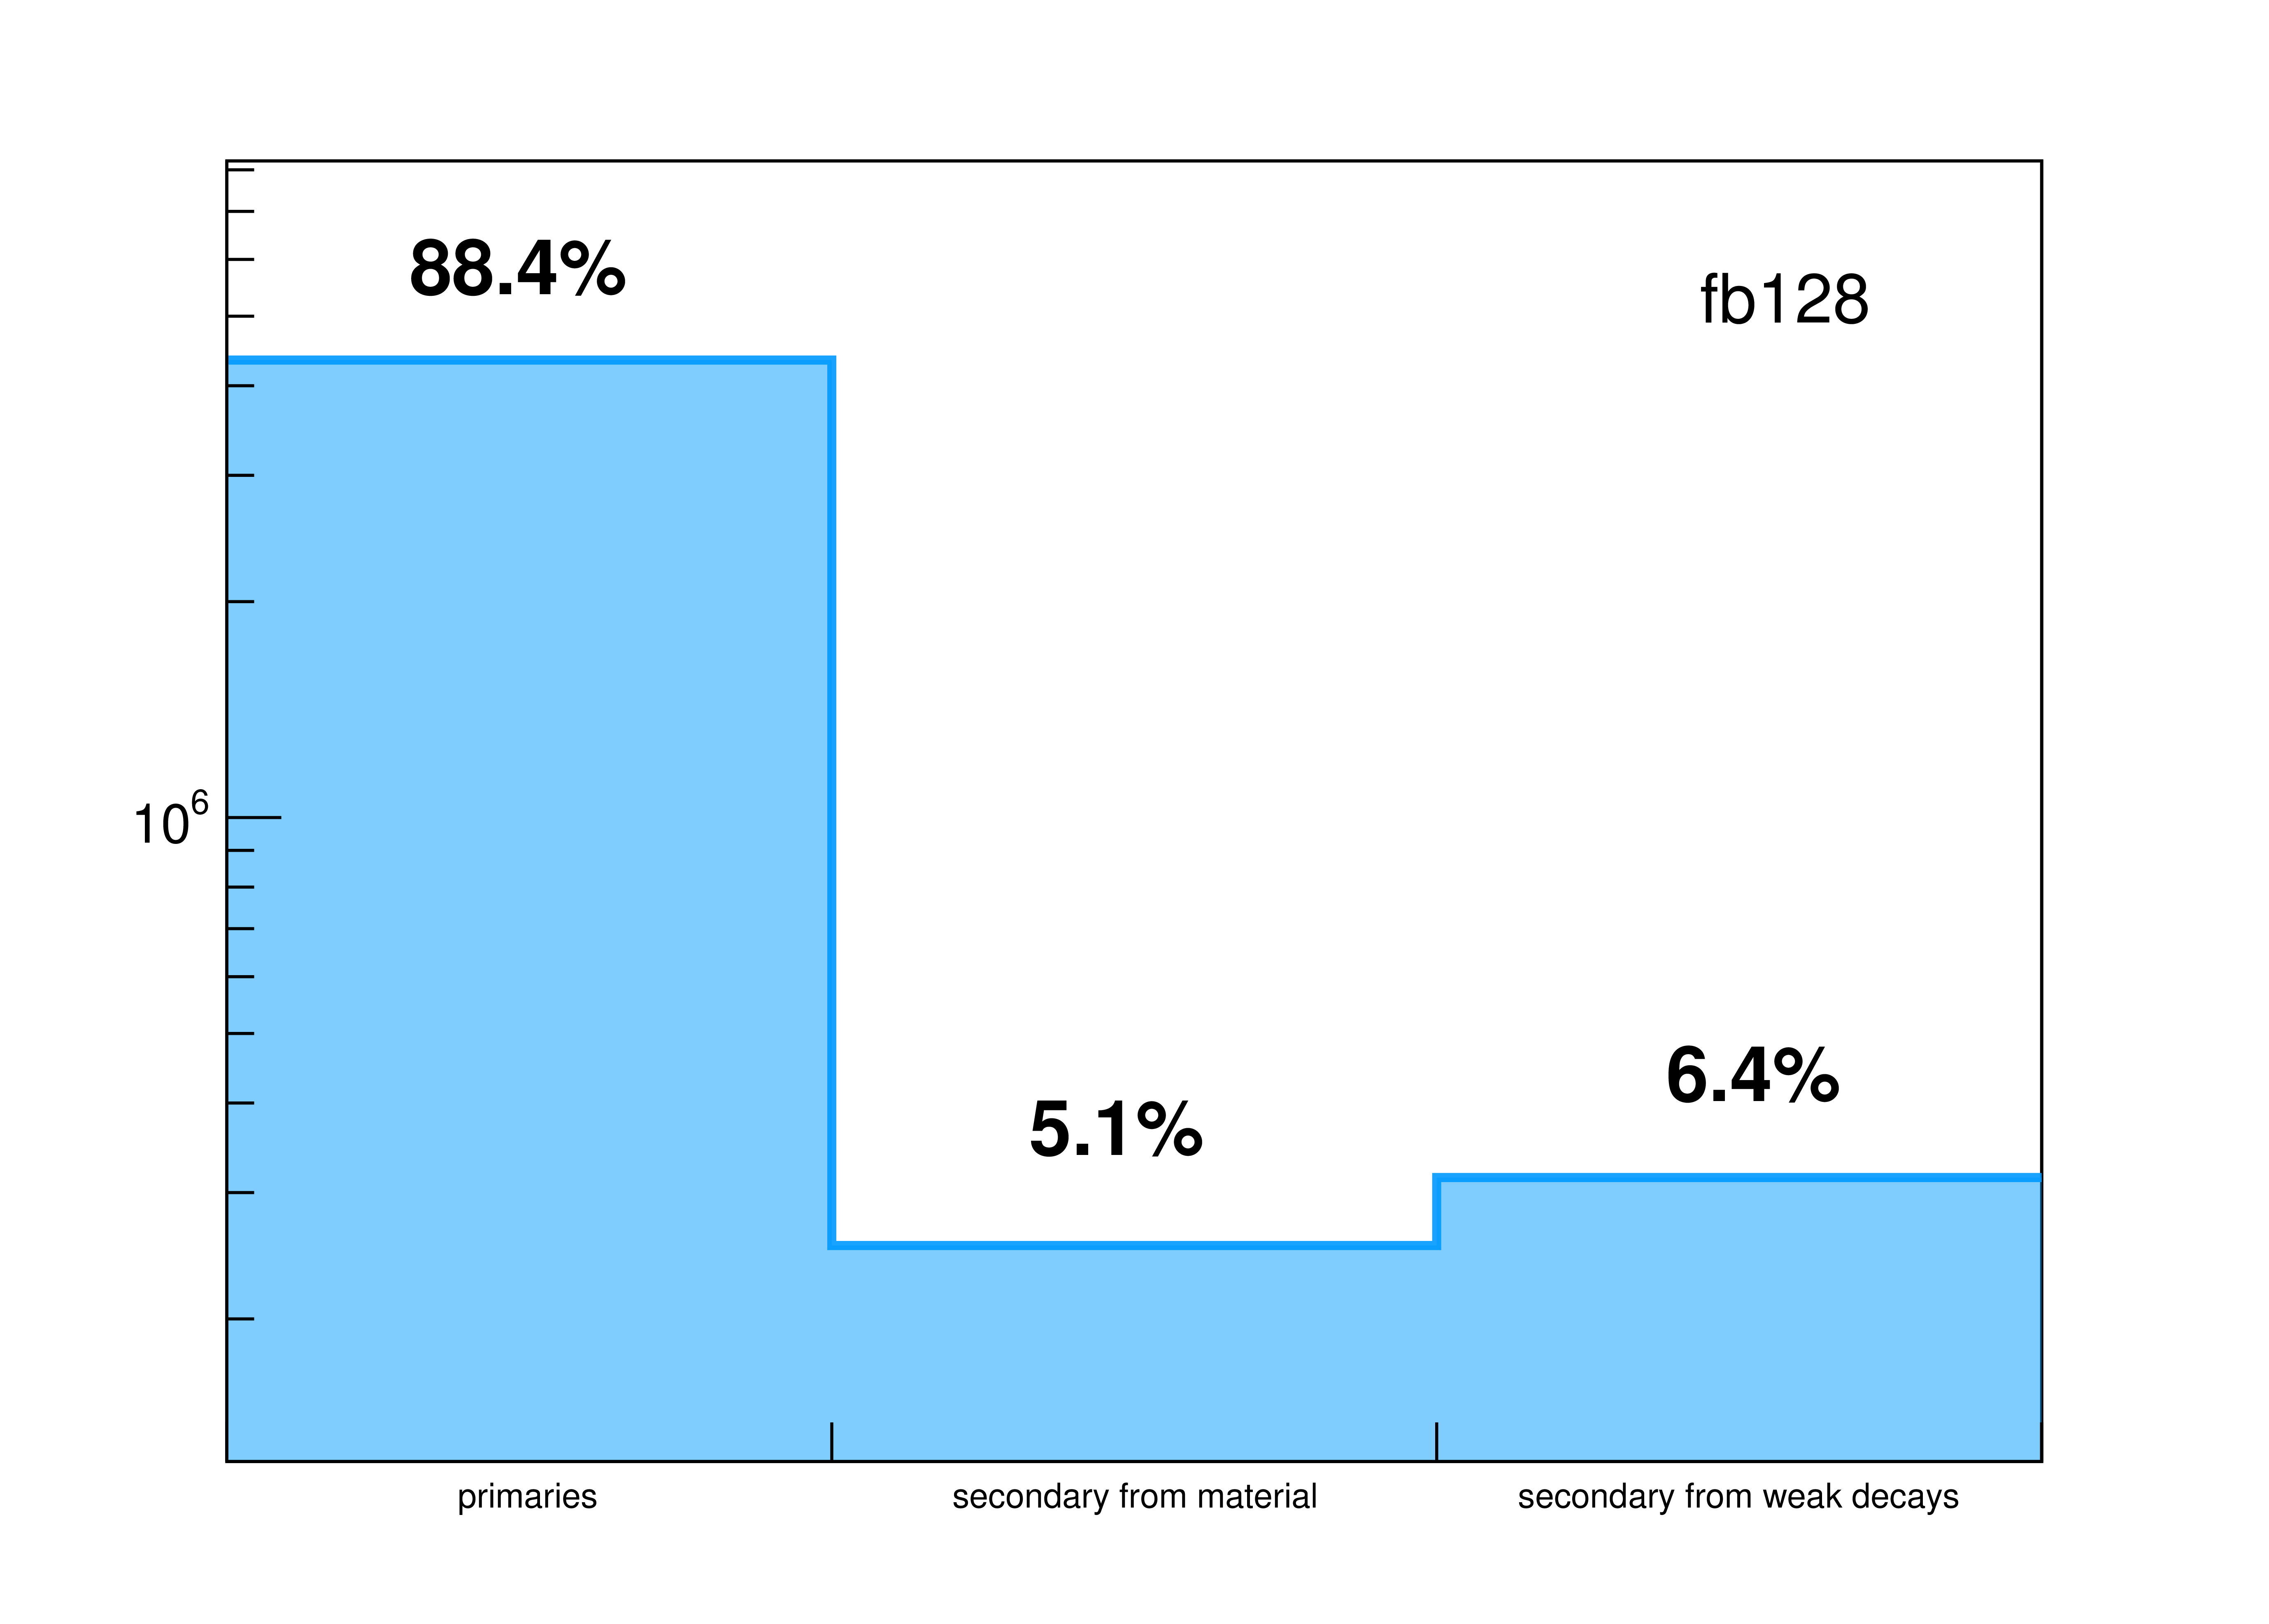 88.4%
fb128
10^6
6.4%
5.1%
primaries
secondary from material
secondary from weak decays